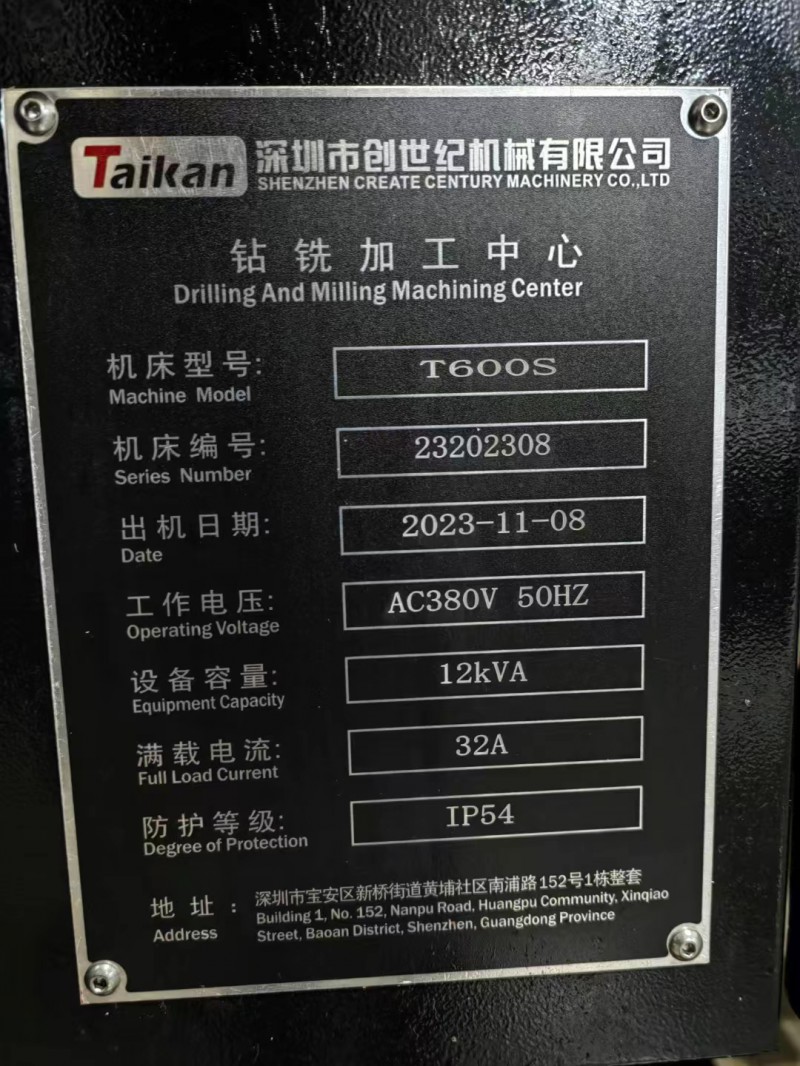 Taikan 深圳市创世纪机械有限公司
SHENZHEN CREATE CENTURY MACHINERY CO.,LTD
钻铣加工中心
Drilling And Milling Machining Center
机床型号: T600S
Machine Model
机床编号: 23202308
Series Number
出机日期: 2023-11-08
Date
工作电压: AC380V 50HZ
Operating Voltage
设备容量: 12kVA
Equipment Capacity
满载电流: 32A
Full Load Current
防护等级: IP54
Degree of Protection
地址: 深圳市宝安区新桥街道黄埔社区南浦路152号1栋整套
Address Building 1, No. 152, Nanpu Road, Huangpu Community, Xinqiao
Street, Baoan District, Shenzhen, Guangdong Province